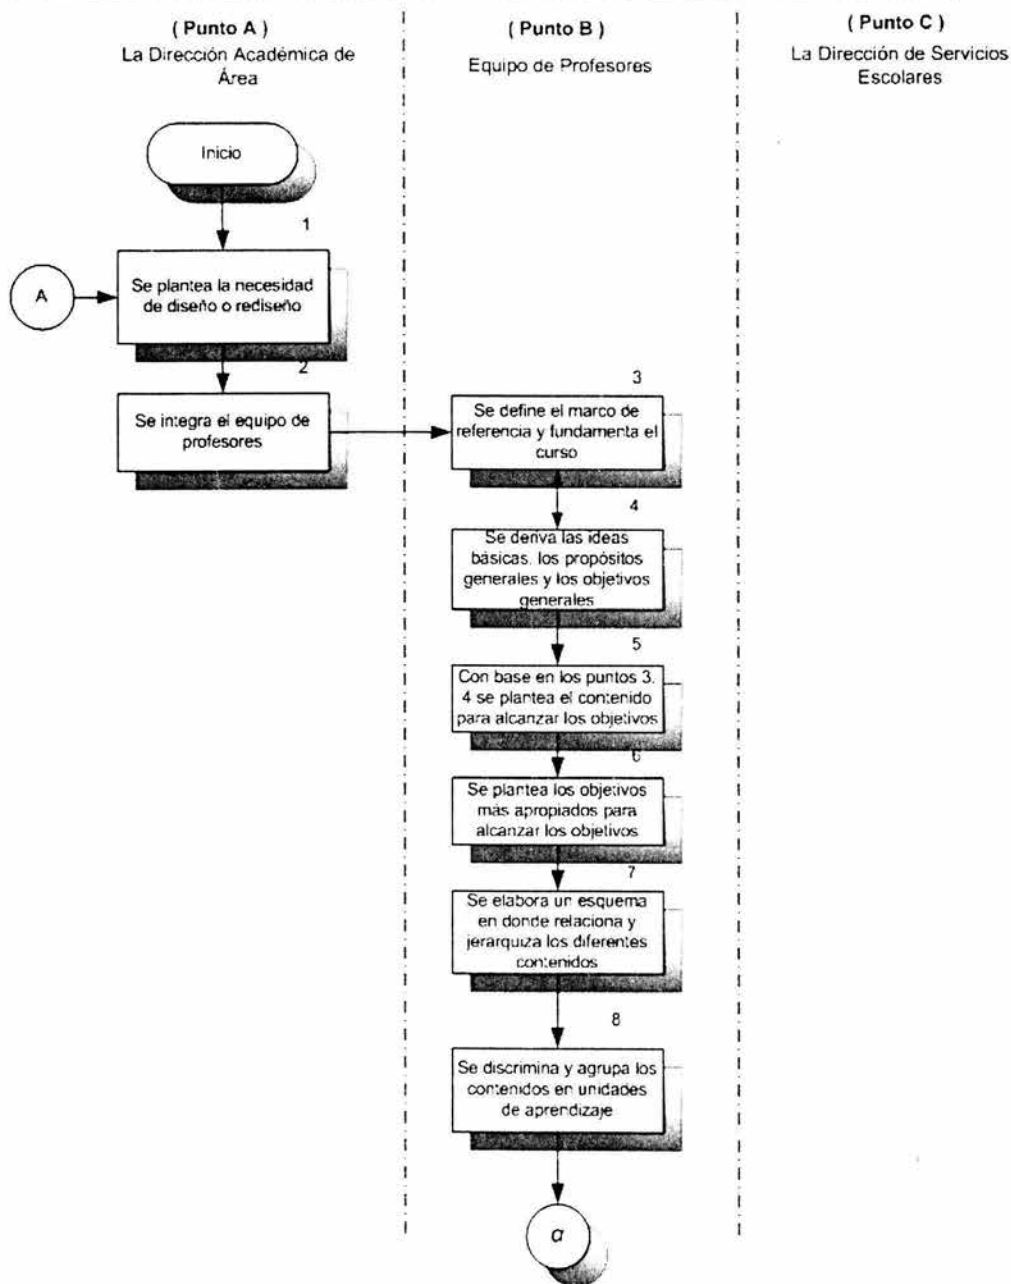 ( Punto A )
La Dirección Académica de
Área
( Punto B )
Equipo de Profesores
( Punto C )
La Dirección de Servicios
Escolares
Inicio
1
A
Se plantea la necesidad
de diseño o rediseño
2
Se integra el equipo de
profesores
3
Se define el marco de
referencia y fundamenta el
curso
4
Se deriva las ideas
básicas, los propósitos
generales y los objetivos
generales
5
Con base en los puntos 3,
4 se plantea el contenido
para alcanzar los objetivos
6
Se plantea los objetivos
más apropiados para
alcanzar los objetivos
7
Se elabora un esquema
en donde relaciona y
jerarquiza los diferentes
contenidos
8
Se discrimina y agrupa los
contenidos en unidades
de aprendizaje
a